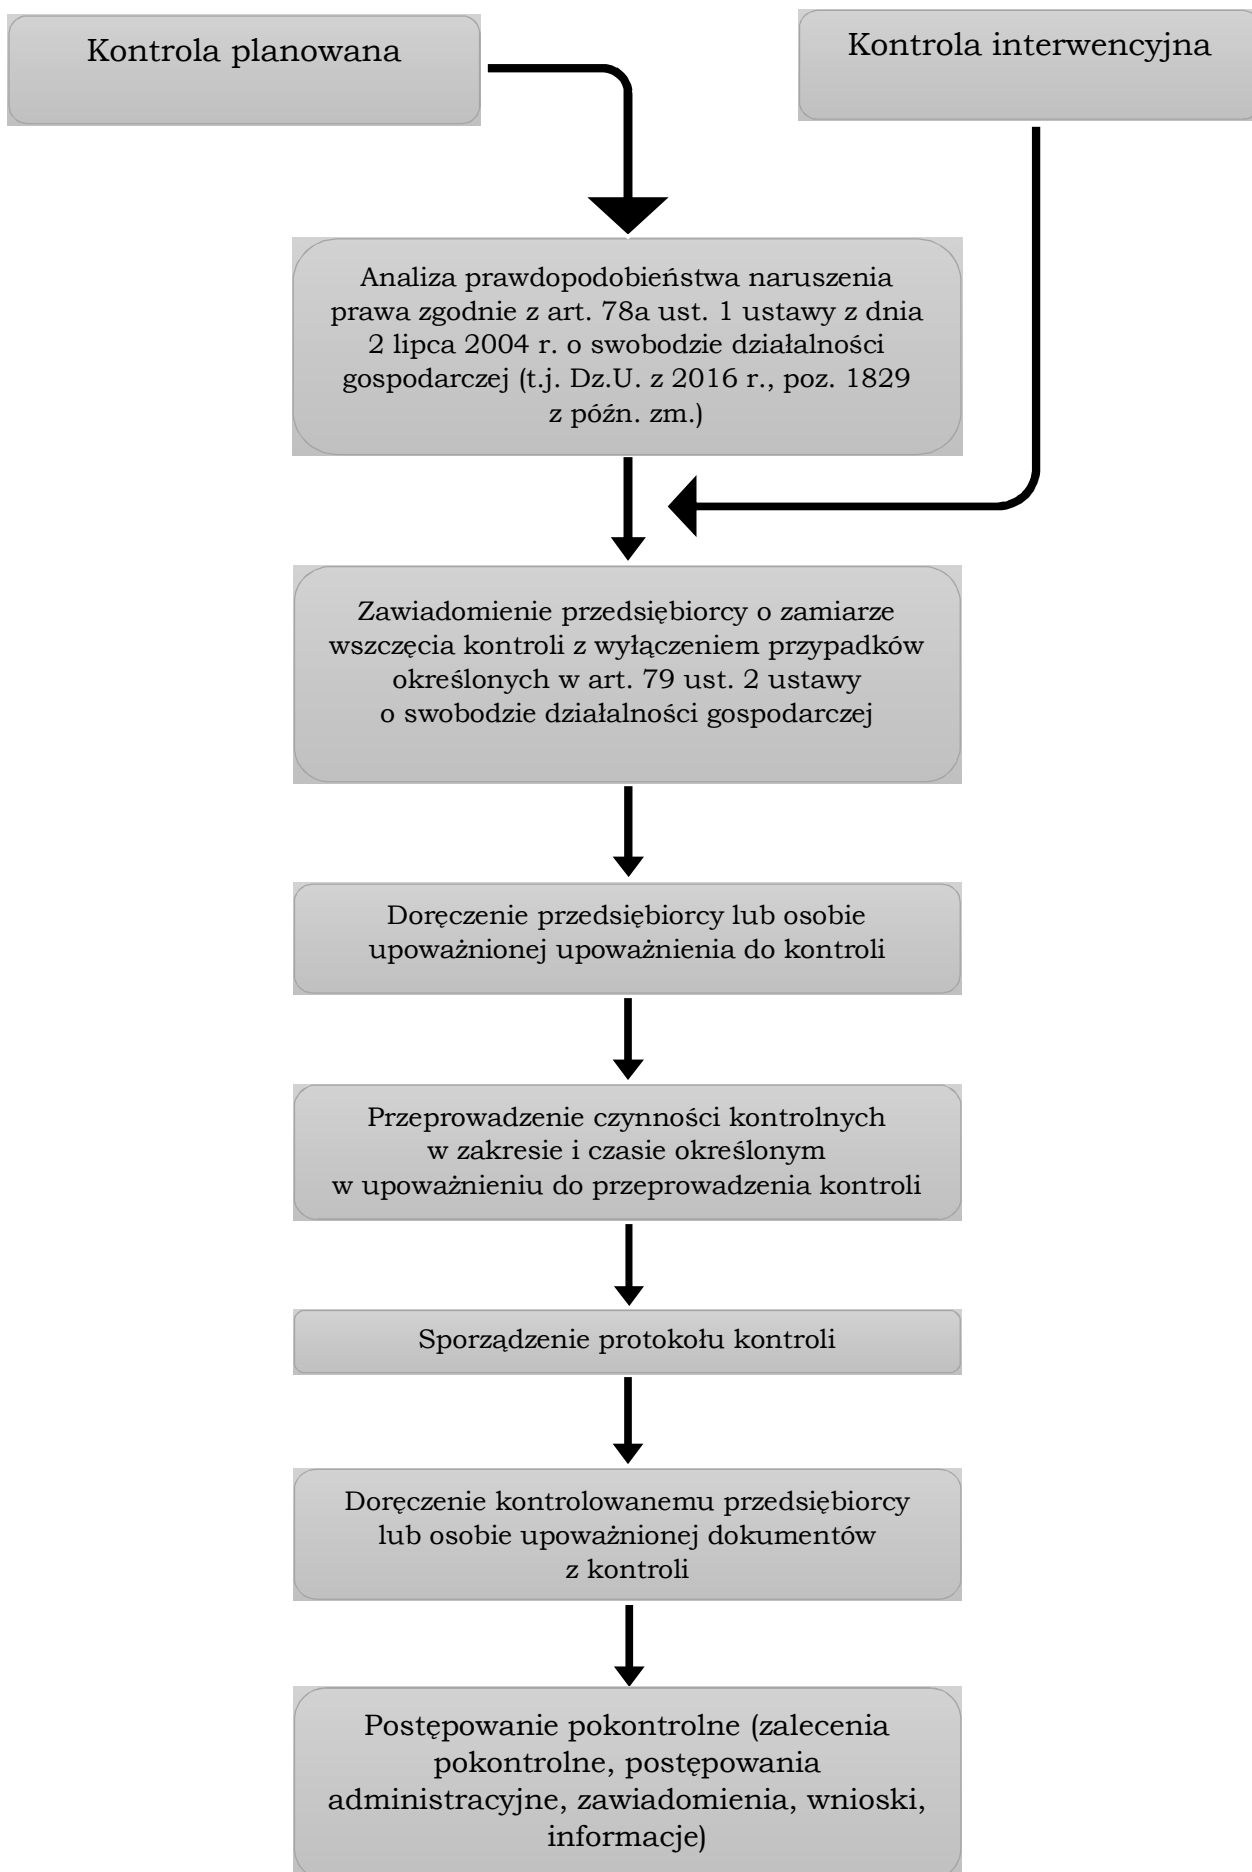 Kontrola planowana
Kontrola interwencyjna
Analiza prawdopodobieństwa naruszenia
prawa zgodnie z art. 78a ust. 1 ustawy z dnia
2 lipca 2004 r. o swobodzie działalności
gospodarczej (t.j. Dz.U. z 2016 r., poz. 1829
z późn. zm.)
Zawiadomienie przedsiębiorcy o zamiarze
wszczęcia kontroli z wyłączeniem przypadków
określonych w art. 79 ust. 2 ustawy
o swobodzie działalności gospodarczej
Doręczenie przedsiębiorcy lub osobie
upoważnionej upoważnienia do kontroli
Przeprowadzenie czynności kontrolnych
w zakresie i czasie określonym
w upoważnieniu do przeprowadzenia kontroli
Sporządzenie protokołu kontroli
Doręczenie kontrolowanemu przedsiębiorcy
lub osobie upoważnionej dokumentów
z kontroli
Postępowanie pokontrolne (zalecenia
pokontrolne, postępowania
administracyjne, zawiadomienia, wnioski,
informacje)